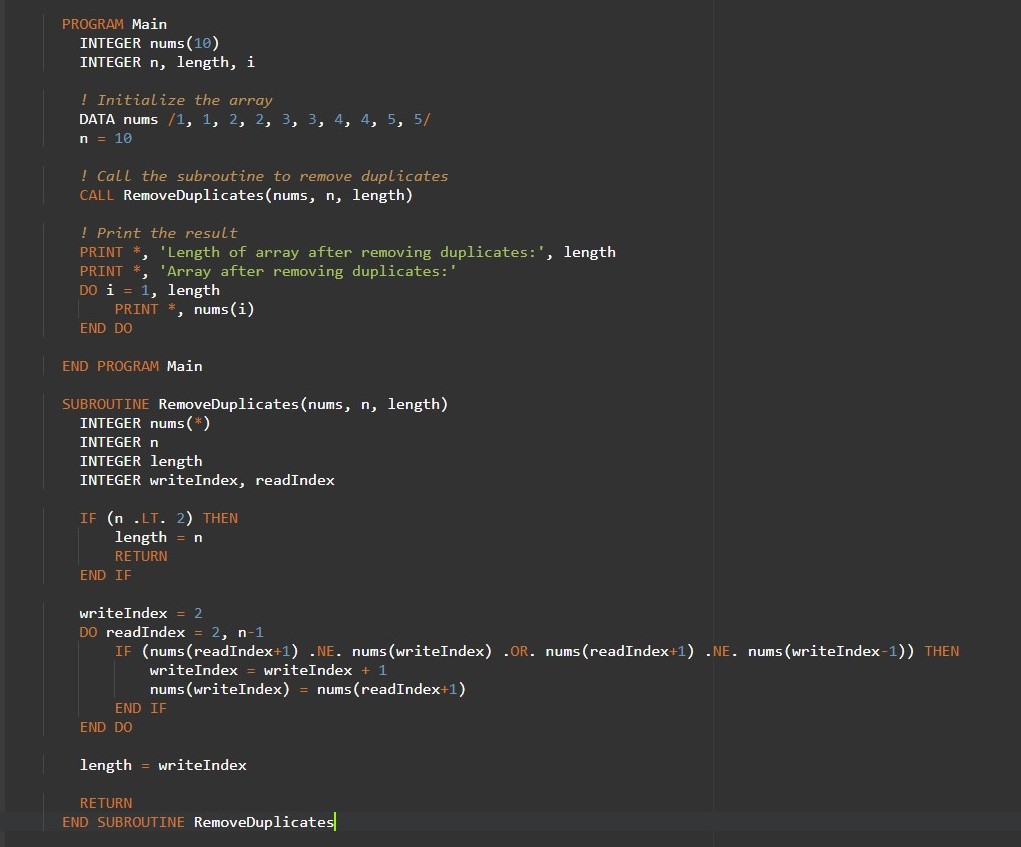 PROGRAM Main
INTEGER nums(10)
INTEGER n, length, i
! Initialize the array
DATA nums /1, 1, 2, 2, 3, 3, 4, 4, 5, 5/
n = 10
! Call the subroutine to remove duplicates
CALL RemoveDuplicates(nums, n, length)
! Print the result
PRINT *, 'Length of array after removing duplicates:', length
PRINT *, 'Array after removing duplicates:'
DO i = 1, length
PRINT *, nums(i)
END DO
END PROGRAM Main
SUBROUTINE RemoveDuplicates(nums, n, length)
INTEGER nums(*)
INTEGER n
INTEGER length
INTEGER writeIndex, readIndex
IF (n .LT. 2) THEN
length = n
RETURN
END IF
writeIndex = 2
DO readIndex = 2, n-1
IF (nums(readIndex+1) .NE. nums(writeIndex) .OR. nums(readIndex+1) .NE. nums(writeIndex-1)) THEN
writeIndex = writeIndex + 1
nums(writeIndex) = nums(readIndex+1)
END IF
END DO
length = writeIndex
RETURN
END SUBROUTINE RemoveDuplicates